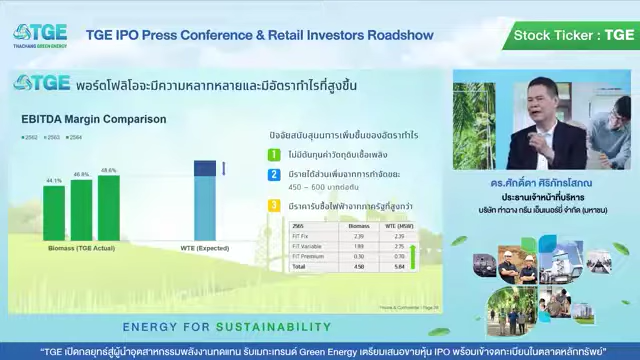 TGE
THACHANG GREEN ENERGY
TGE IPO Press Conference & Retail Investors Roadshow
Stock Ticker : TGE
TGE พอร์ตโฟลิโอจะมีความหลากหลายและมีอัตรากำไรที่สูงขึ้น
EBITDA Margin Comparison
2562 2563 2564
44.1% 46.8% 48.6%
Biomass (TGE Actual) WTE (Expected)
ปัจจัยสนับสนุนการเพิ่มขึ้นของอัตรากำไร
1 ไม่มีต้นทุนค่าวัตถุดิบเชื้อเพลิง
2 มีรายได้ส่วนเพิ่มจากการกำจัดขยะ
450 – 600 บาทต่อตัน
3 มีราคารับซื้อไฟฟ้าจากภาครัฐที่สูงกว่า
2565 Biomass WTE (MSW)
FiT Fix 2.39 2.39
FiT Variable 1.89 2.75
FiT Premium 0.30 0.70
Total 4.58 5.84
ดร.ศักดิ์ดา ศิริภัทรโสภณ
ประธานเจ้าหน้าที่บริหาร
บริษัท ท่าฉาง กรีน เอ็นเนอร์ยี่ จำกัด (มหาชน)
ENERGY FOR SUSTAINABILITY
"TGE เปิดกลยุทธ์สู่ผู้นำอุตสาหกรรมพลังงานทดแทน รับเมกะเทรนด์ Green Energy เตรียมเสนอขายหุ้น IPO พร้อมเข้าจดทะเบียนในตลาดหลักทรัพย์"